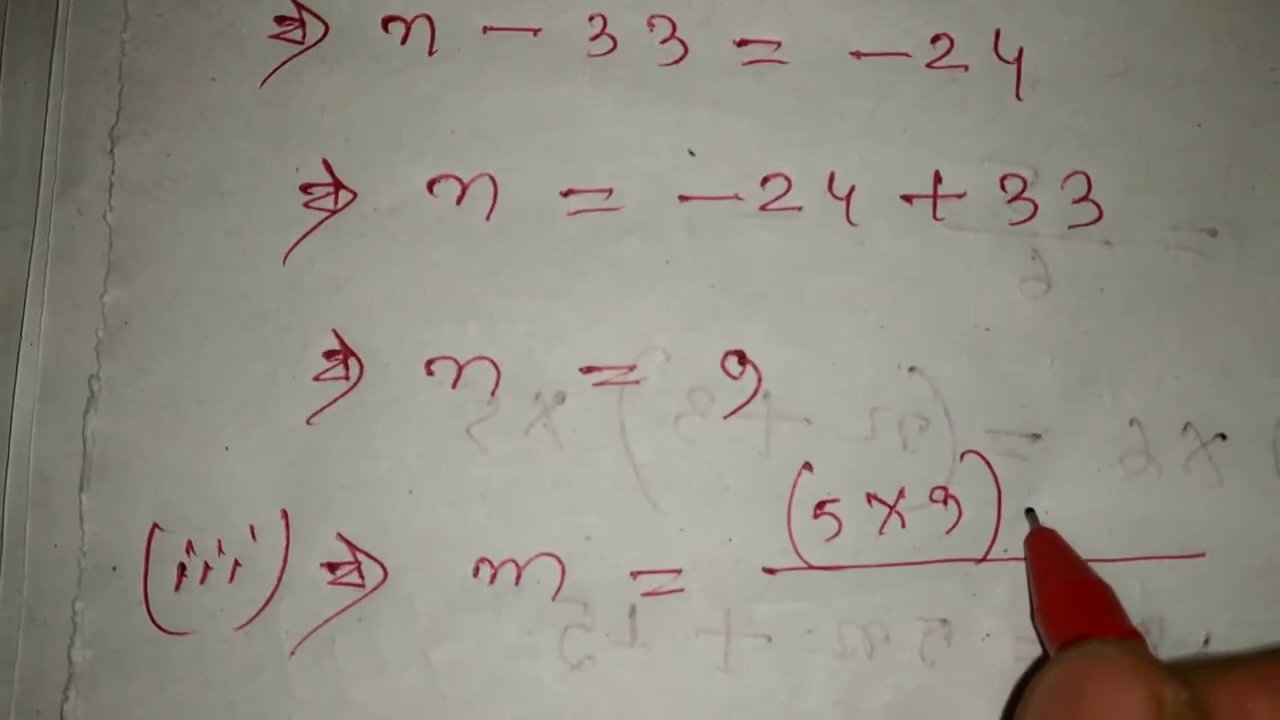 ⇒ n - 33 = -24
⇒ n = -24 + 33
⇒ n = 9
(iii) ⇒ m = (5 × 9)